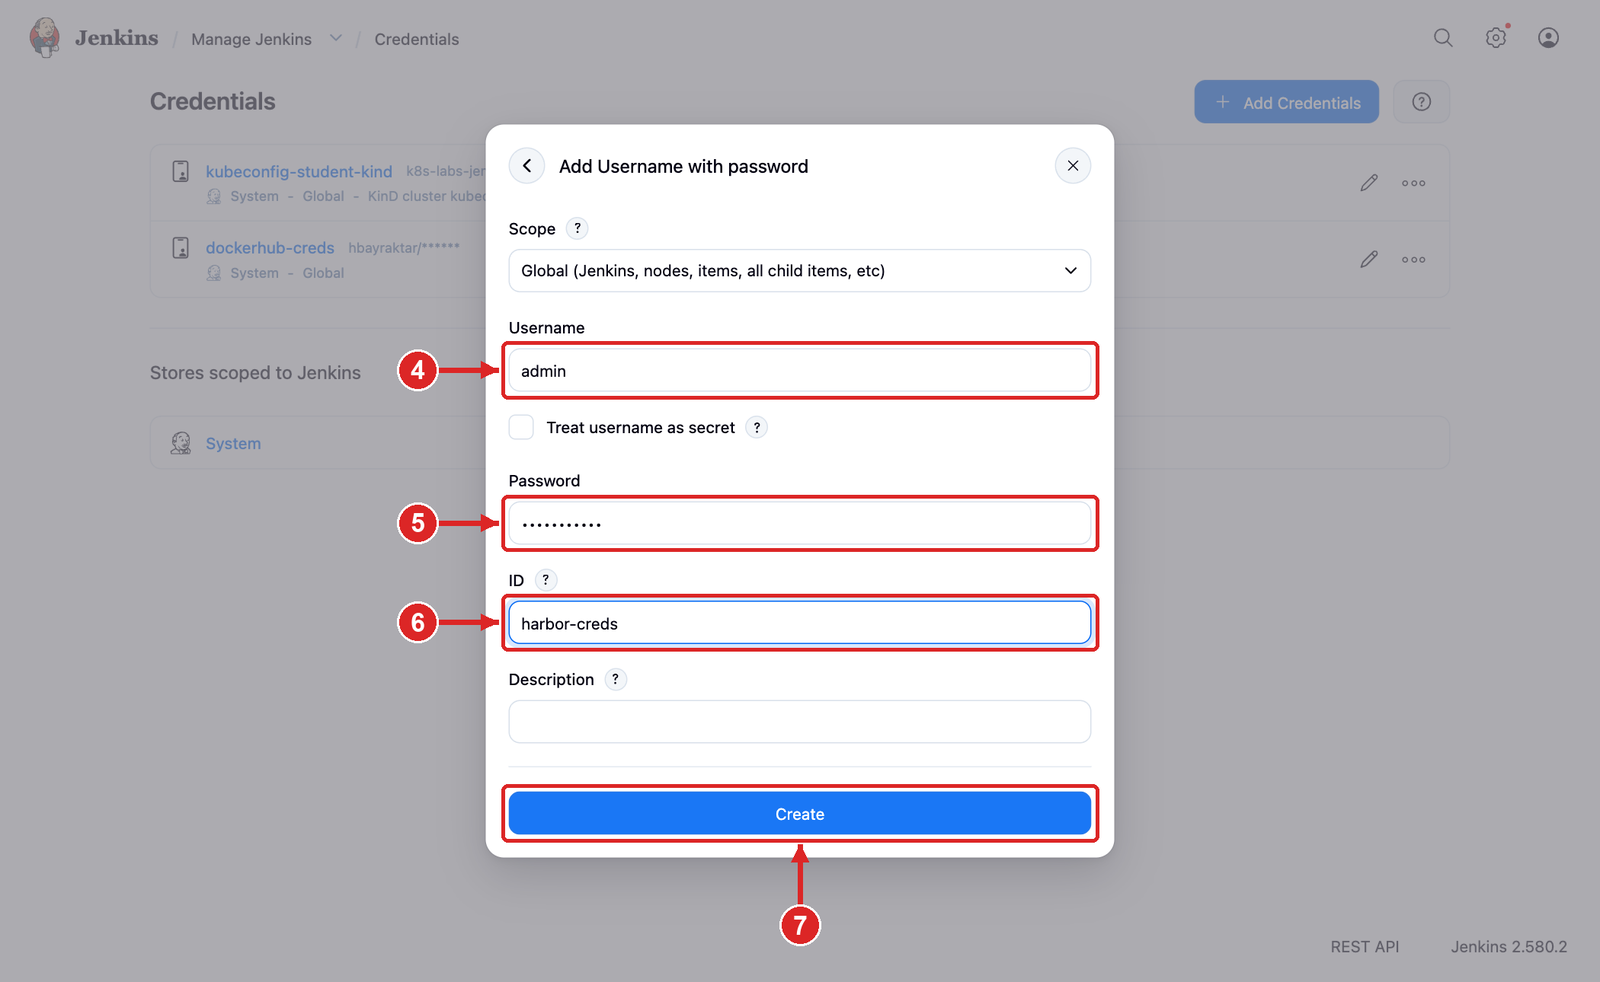 Jenkins / Manage Jenkins / Credentials
Credentials
+ Add Credentials
?
kubeconfig-student-kind k8s-labs-jer
System - Global - KinD cluster kubec
dockerhub-creds hbayraktar/******
System - Global
Stores scoped to Jenkins
System
Add Username with password
Scope ?
Global (Jenkins, nodes, items, all child items, etc)
Username
4
admin
Treat username as secret ?
Password
5
•••••••••••
ID ?
6
harbor-creds
Description ?
Create
7
REST API
Jenkins 2.580.2